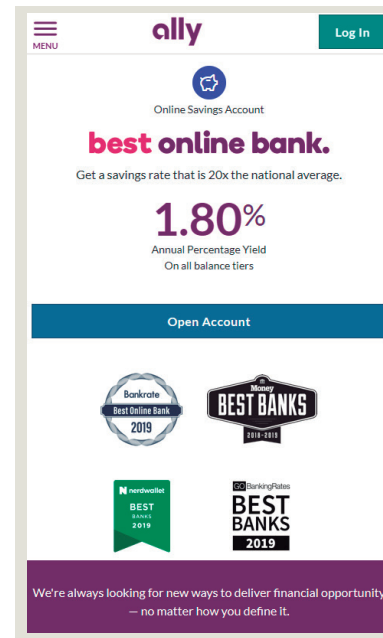 MENU
ally
Log In
Online Savings Account
best online bank.
Get a savings rate that is 20x the national average.
1.80%
Annual Percentage Yield
On all balance tiers
Open Account
Bankrate
Best Online Bank
2019
Money
BEST BANKS
2018-2019
nerdwallet
BEST
BANKS
2019
GOBankingRates
BEST
BANKS
2019
We're always looking for new ways to deliver financial opportunity
— no matter how you define it.